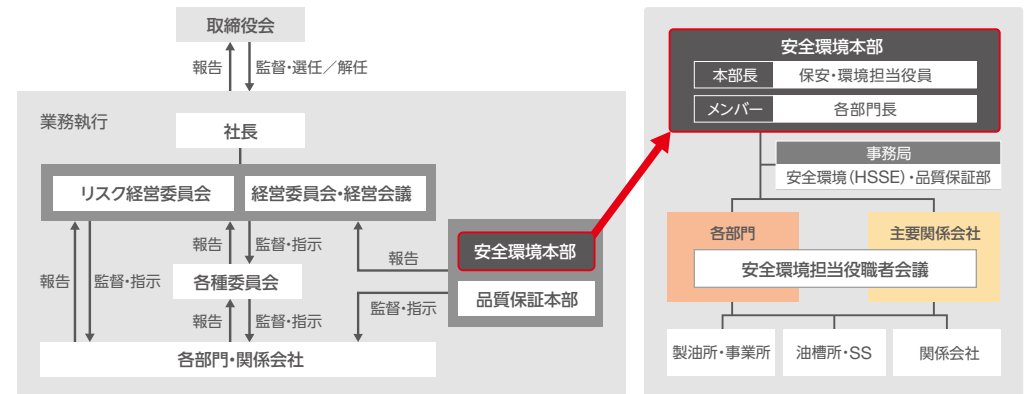 取締役会
報告
監督・選任／解任
業務執行
社長
リスク経営委員会
経営委員会・経営会議
報告
監督・指示
報告
監督・指示
各種委員会
報告
監督・指示
各部門・関係会社
報告
監督・指示
安全環境本部
品質保証本部
安全環境本部
本部長
保安・環境担当役員
メンバー
各部門長
事務局
安全環境（HSSE）・品質保証部
各部門
主要関係会社
安全環境担当役職者会議
製油所・事業所
油槽所・SS
関係会社